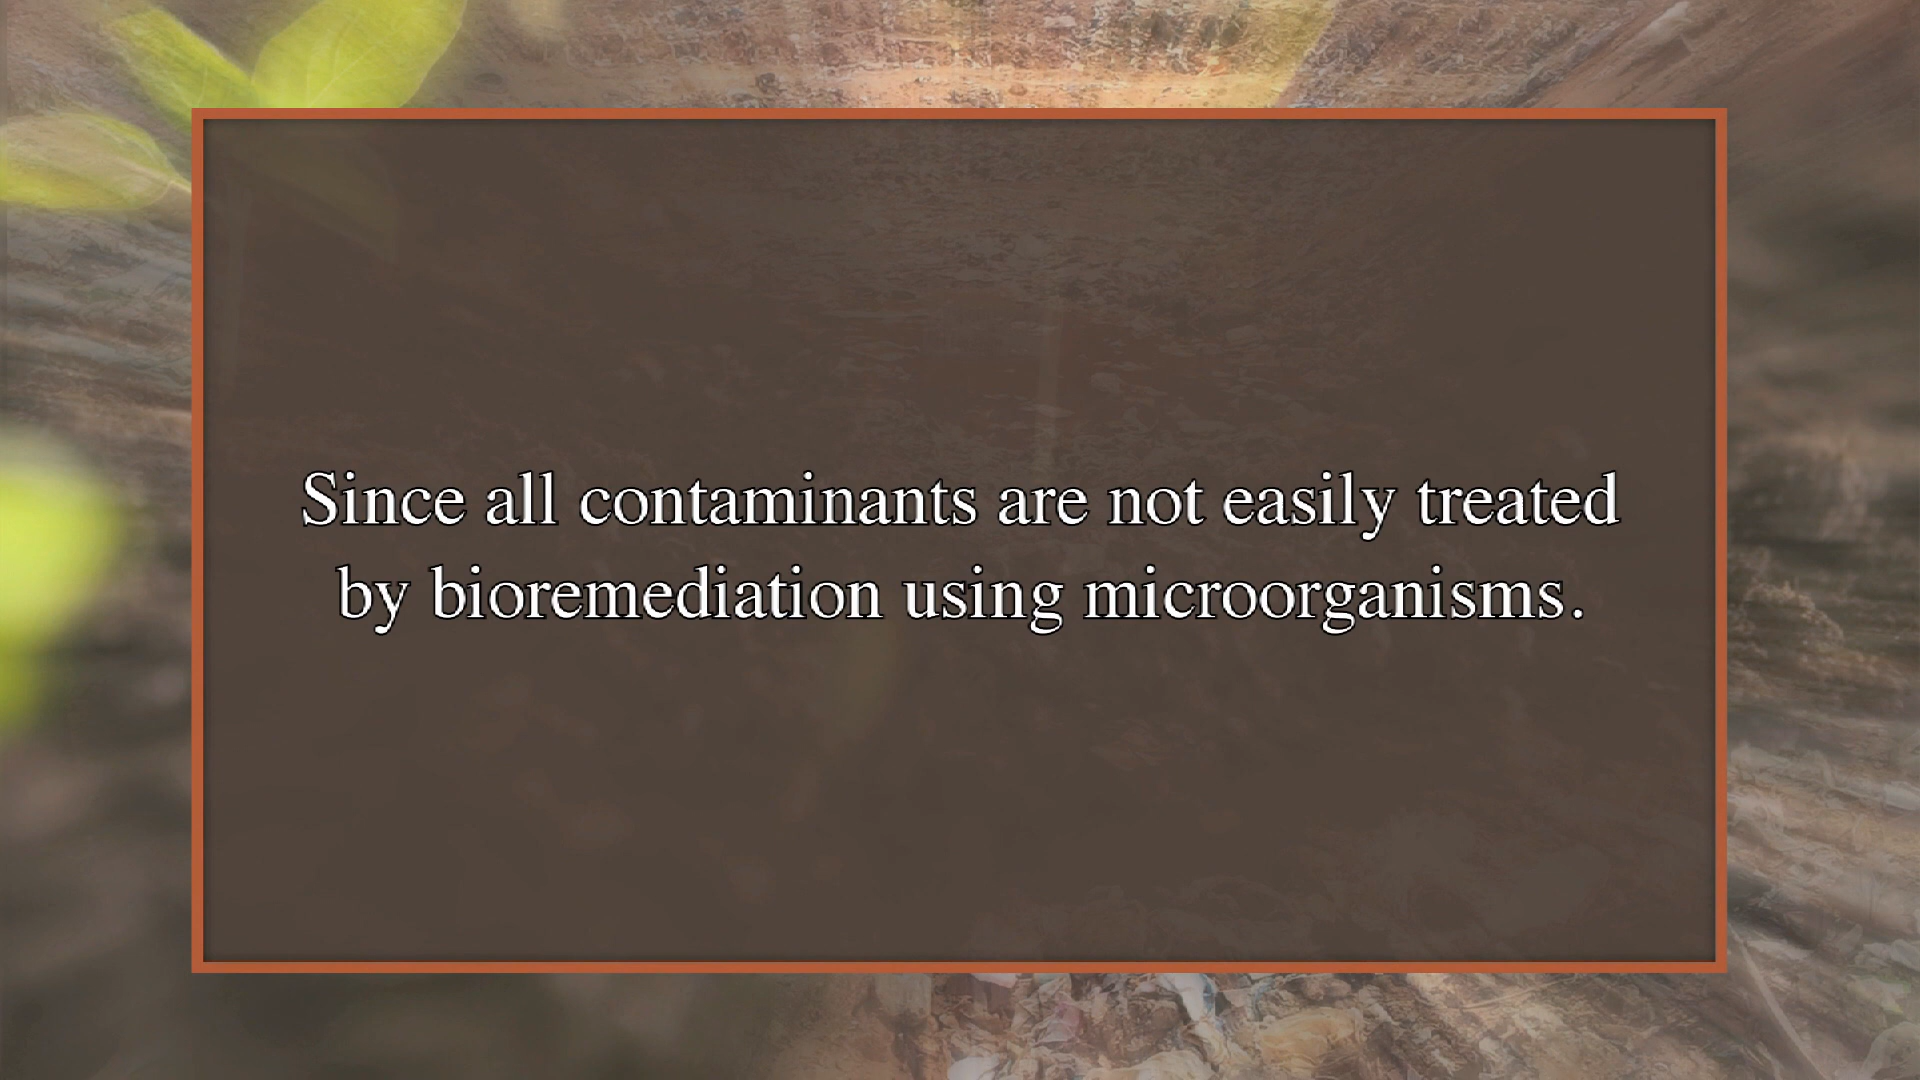 Since all contaminants are not easily treated
by bioremediation using microorganisms.